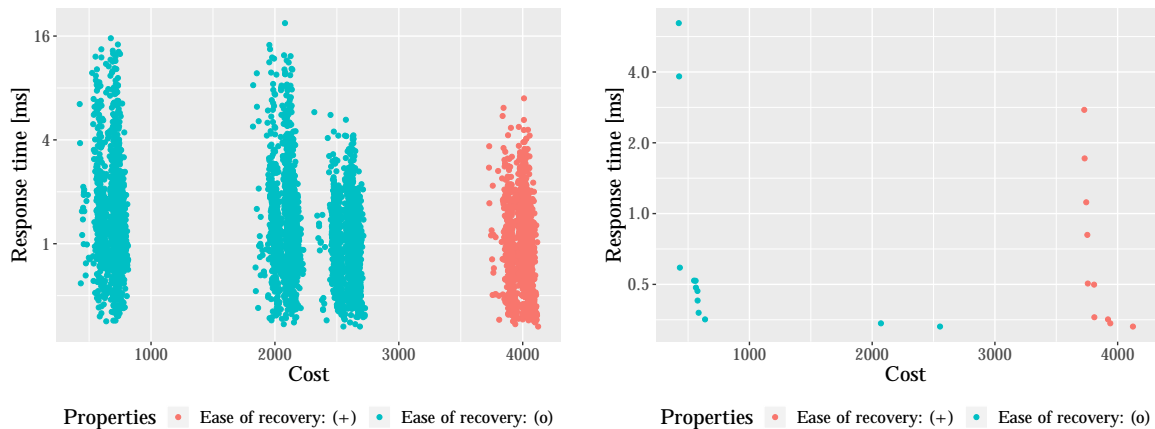 16
4
1
Response time [ms]
1000 2000 3000 4000
Cost
Properties Ease of recovery: (+) Ease of recovery: (o)
4.0
2.0
1.0
0.5
Response time [ms]
1000 2000 3000 4000
Cost
Properties Ease of recovery: (+) Ease of recovery: (o)